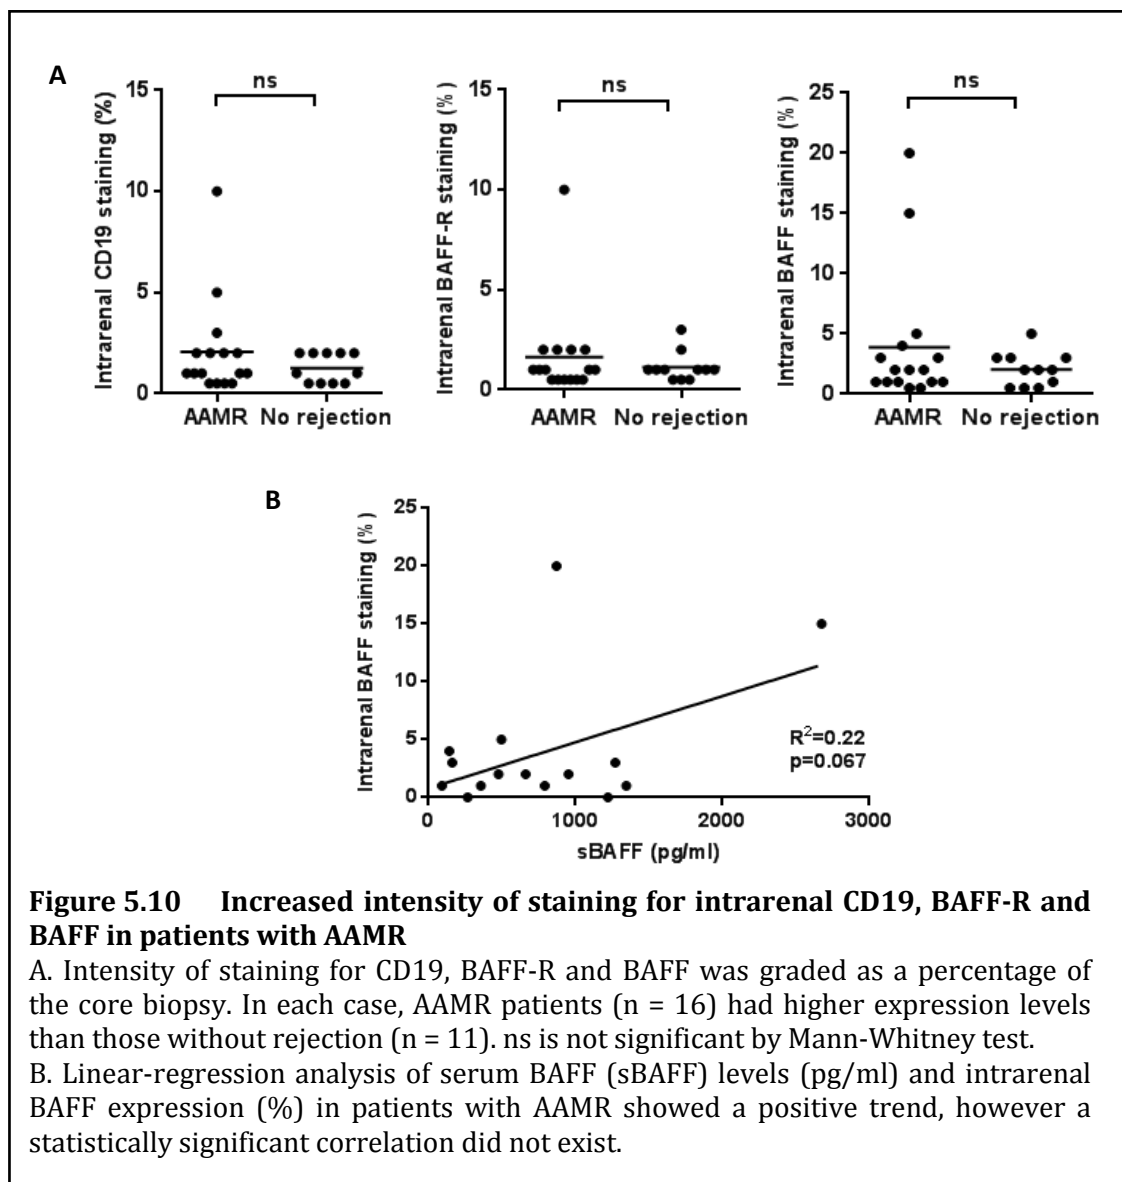 A
ns
ns
ns
Intrarenal CD19 staining (%)
15
10
5
0
AAMR No rejection
Intrarenal BAFF-R staining (%)
15
10
5
0
AAMR No rejection
Intrarenal BAFF staining (%)
25
20
15
10
5
0
AAMR No rejection
B
Intrarenal BAFF staining (%)
25
20
15
10
5
0
R²=0.22
p=0.067
0 1000 2000 3000
sBAFF (pg/ml)
Figure 5.10 Increased intensity of staining for intrarenal CD19, BAFF-R and
BAFF in patients with AAMR
A. Intensity of staining for CD19, BAFF-R and BAFF was graded as a percentage of
the core biopsy. In each case, AAMR patients (n = 16) had higher expression levels
than those without rejection (n = 11). ns is not significant by Mann-Whitney test.
B. Linear-regression analysis of serum BAFF (sBAFF) levels (pg/ml) and intrarenal
BAFF expression (%) in patients with AAMR showed a positive trend, however a
statistically significant correlation did not exist.